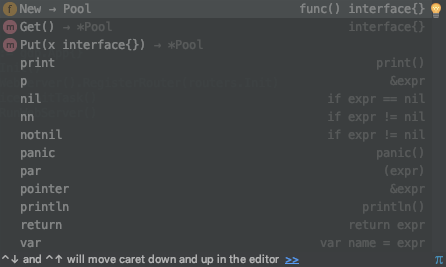 New → Pool func() interface{}
Get() → *Pool interface{}
Put(x interface{}) → *Pool
print print()
p &expr
nil if expr == nil
nn if expr != nil
notnil if expr != nil
panic panic()
par (expr)
pointer &expr
println println()
return return expr
var var name = expr
^↓ and ^↑ will move caret down and up in the editor >> π